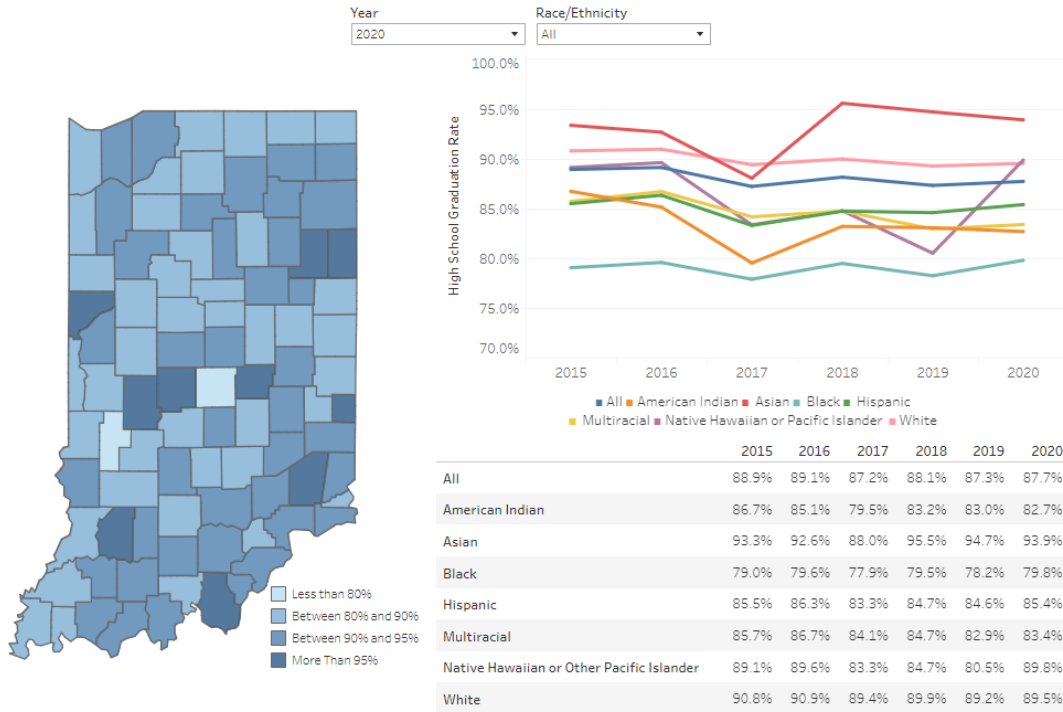 Year
Race/Ethnicity
2020
All
High School Graduation Rate
100.0%
95.0%
90.0%
85.0%
80.0%
75.0%
70.0%
2015 2016 2017 2018 2019 2020
All American Indian Asian Black Hispanic
Multiracial Native Hawaiian or Pacific Islander White
Less than 80%
Between 80% and 90%
Between 90% and 95%
More Than 95%
2015 2016 2017 2018 2019 2020
All 88.9% 89.1% 87.2% 88.1% 87.3% 87.7%
American Indian 86.7% 85.1% 79.5% 83.2% 83.0% 82.7%
Asian 93.3% 92.6% 88.0% 95.5% 94.7% 93.9%
Black 79.0% 79.6% 77.9% 79.5% 78.2% 79.8%
Hispanic 85.5% 86.3% 83.3% 84.7% 84.6% 85.4%
Multiracial 85.7% 86.7% 84.1% 84.7% 82.9% 83.4%
Native Hawaiian or Other Pacific Islander 89.1% 89.6% 83.3% 84.7% 80.5% 89.8%
White 90.8% 90.9% 89.4% 89.9% 89.2% 89.5%